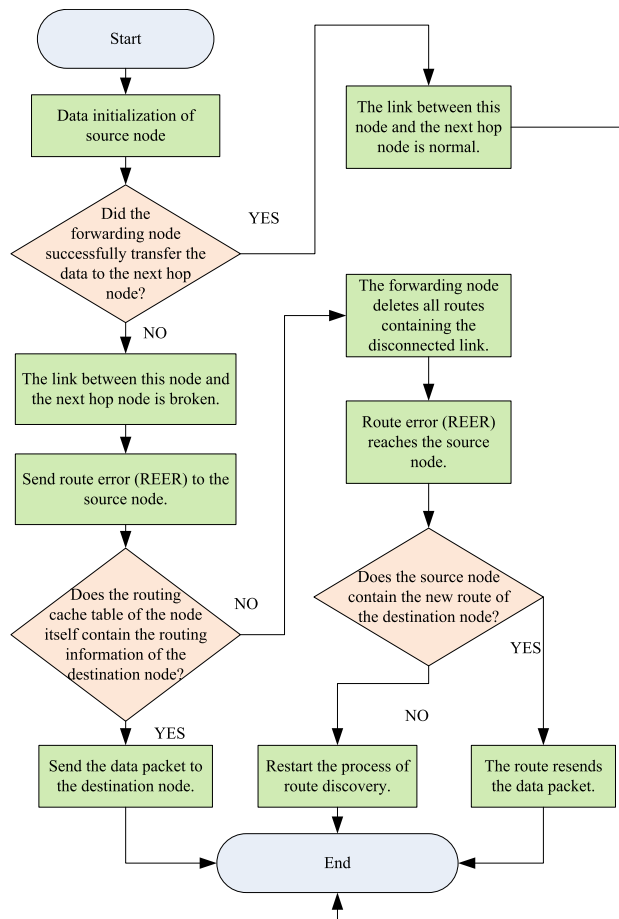 Start
Data initialization of
source node
Did the
forwarding node
successfully transfer the
data to the next hop
node?
YES
The link between this
node and the next hop
node is normal.
NO
The link between this node and
the next hop node is broken.
Send route error (REER) to the
source node.
Does the routing
cache table of the node
itself contain the routing
information of the
destination node?
NO
YES
Send the data packet to
the destination node.
The forwarding node
deletes all routes
containing the
disconnected link.
Route error (REER)
reaches the source
node.
Does the source node
contain the new route of
the destination node?
YES
NO
Restart the process of
route discovery.
The route resends
the data packet.
End